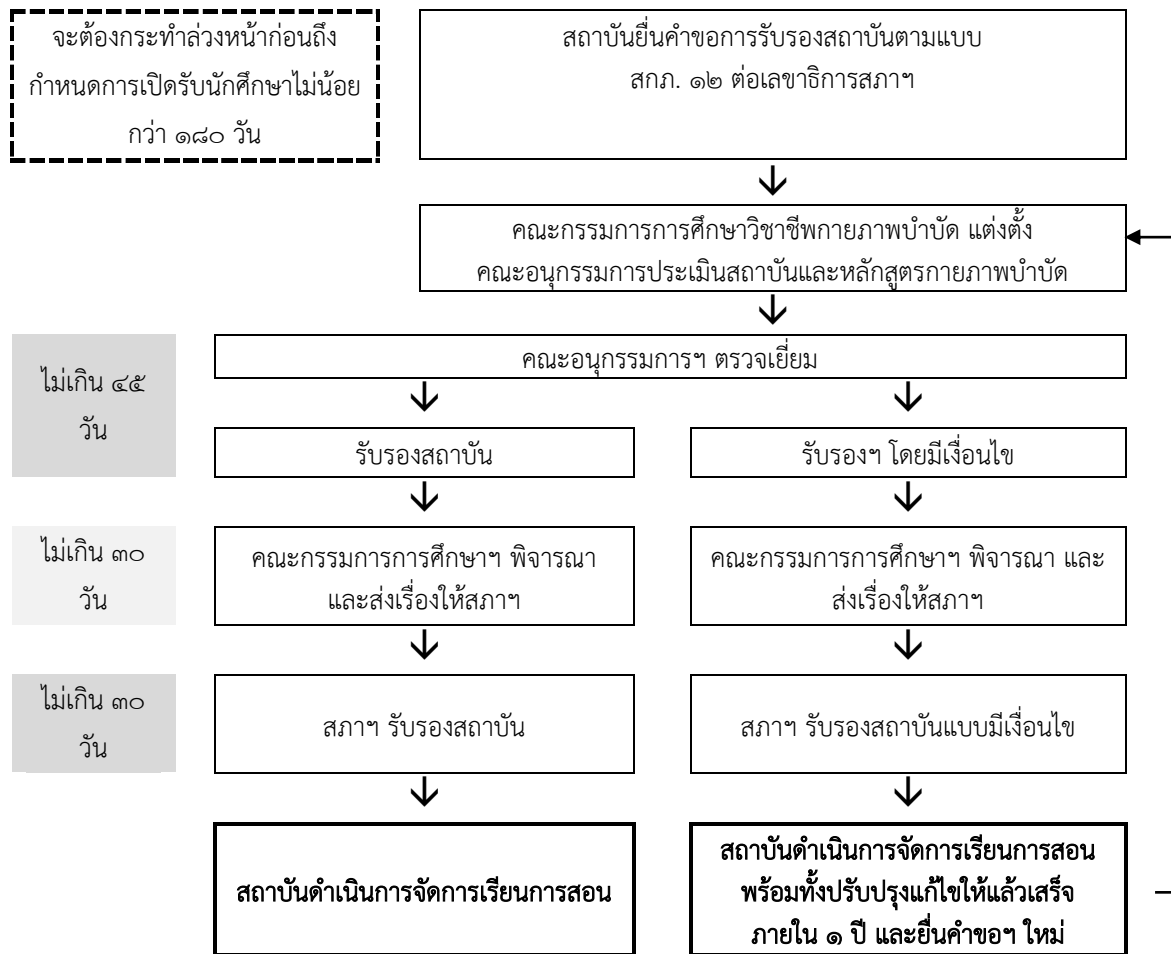 จะต้องกระทำล่วงหน้าก่อนถึง
กำหนดการเปิดรับนักศึกษาไม่น้อย
กว่า ๑๘๐ วัน
สถาบันยื่นคำขอการรับรองสถาบันตามแบบ
สกภ. ๑๒ ต่อเลขาธิการสภาฯ
คณะกรรมการการศึกษาวิชาชีพกายภาพบำบัด แต่งตั้ง
คณะอนุกรรมการประเมินสถาบันและหลักสูตรกายภาพบำบัด
ไม่เกิน ๔๕
วัน
คณะอนุกรรมการฯ ตรวจเยี่ยม
รับรองสถาบัน
รับรองฯ โดยมีเงื่อนไข
ไม่เกิน ๓๐
วัน
คณะกรรมการการศึกษาฯ พิจารณา
และส่งเรื่องให้สภาฯ
คณะกรรมการการศึกษาฯ พิจารณา และ
ส่งเรื่องให้สภาฯ
ไม่เกิน ๓๐
วัน
สภาฯ รับรองสถาบัน
สภาฯ รับรองสถาบันแบบมีเงื่อนไข
สถาบันดำเนินการจัดการเรียนการสอน
สถาบันดำเนินการจัดการเรียนการสอน
พร้อมทั้งปรับปรุงแก้ไขให้แล้วเสร็จ
ภายใน ๑ ปี และยื่นคำขอฯ ใหม่